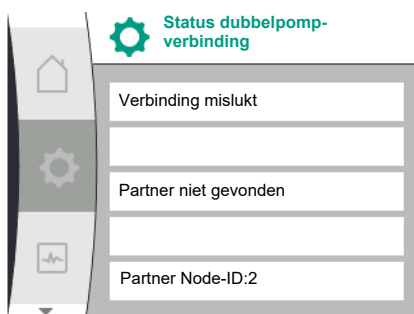 Status dubbelpomp-
verbinding
Verbinding mislukt
Partner niet gevonden
Partner Node-ID:2